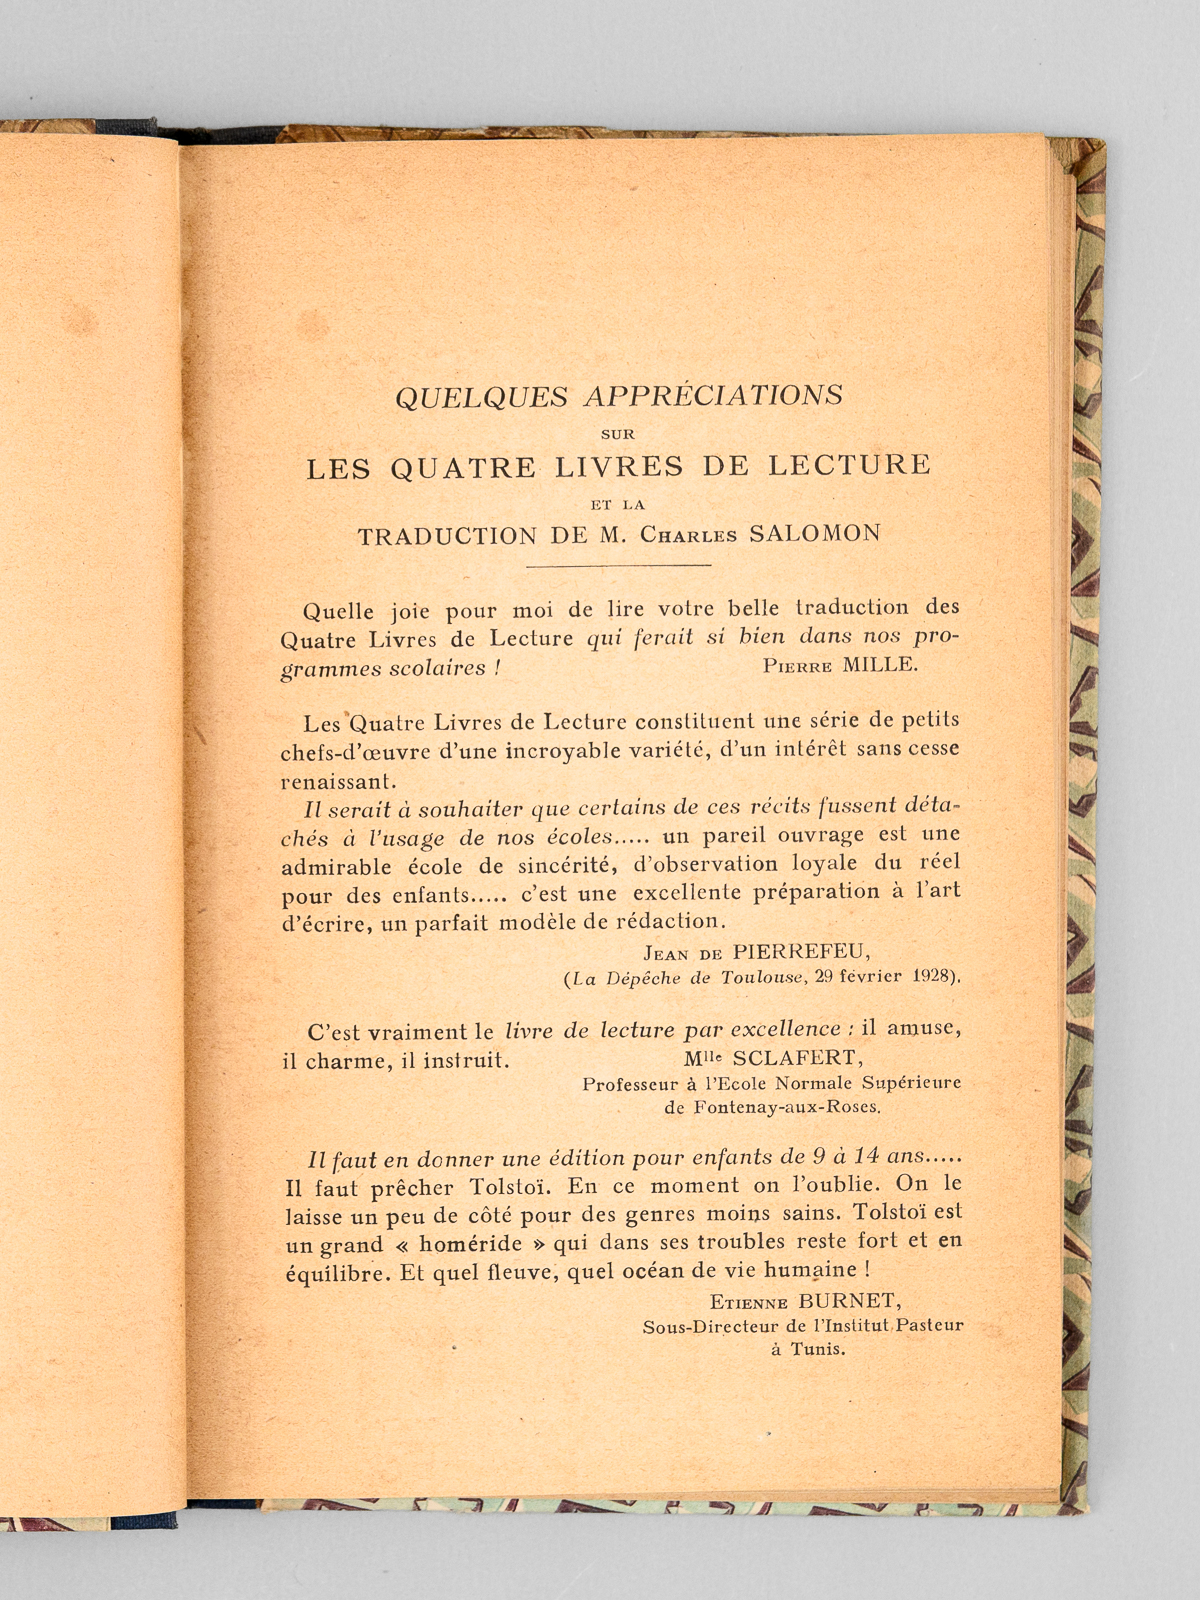 QUELQUES APPRÉCIATIONS
SUR
LES QUATRE LIVRES DE LECTURE
ET LA
TRADUCTION DE M. CHARLES SALOMON
Quelle joie pour moi de lire votre belle traduction des
Quatre Livres de Lecture qui ferait si bien dans nos pro-
grammes scolaires ! PIERRE MILLE.
Les Quatre Livres de Lecture constituent une série de petits
chefs-d'œuvre d'une incroyable variété, d'un intérêt sans cesse
renaissant.
Il serait à souhaiter que certains de ces récits fussent déta-
chés à l'usage de nos écoles..... un pareil ouvrage est une
admirable école de sincérité, d'observation loyale du réel
pour des enfants..... c'est une excellente préparation à l'art
d'écrire, un parfait modèle de rédaction.
JEAN DE PIERREFEU,
(La Dépêche de Toulouse, 29 février 1928).
C'est vraiment le livre de lecture par excellence : il amuse,
il charme, il instruit. Mlle SCLAFERT,
Professeur à l'Ecole Normale Supérieure
de Fontenay-aux-Roses.
Il faut en donner une édition pour enfants de 9 à 14 ans.....
Il faut prêcher Tolstoï. En ce moment on l'oublie. On le
laisse un peu de côté pour des genres moins sains. Tolstoï est
un grand « homéride » qui dans ses troubles reste fort et en
équilibre. Et quel fleuve, quel océan de vie humaine !
ETIENNE BURNET,
Sous-Directeur de l'Institut Pasteur
à Tunis.